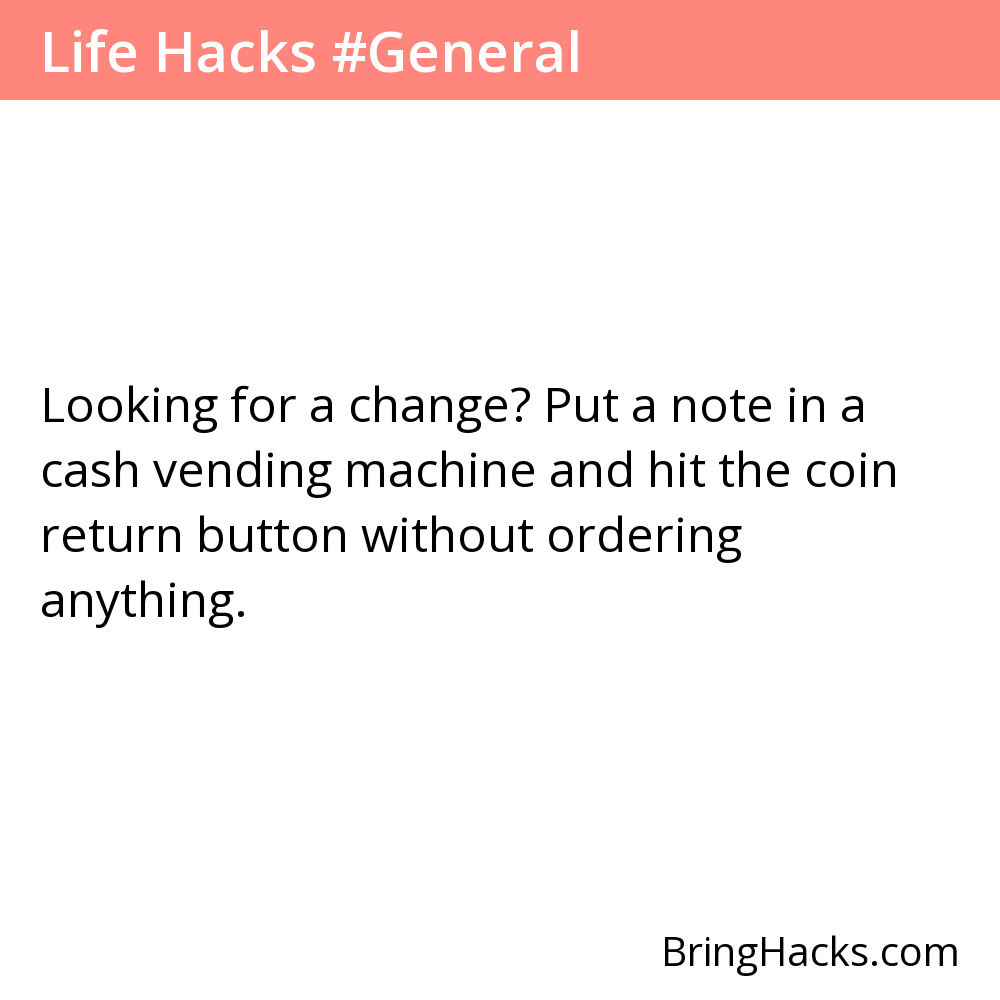 Life Hacks #General
Looking for a change? Put a note in a
cash vending machine and hit the coin
return button without ordering
anything.
BringHacks.com